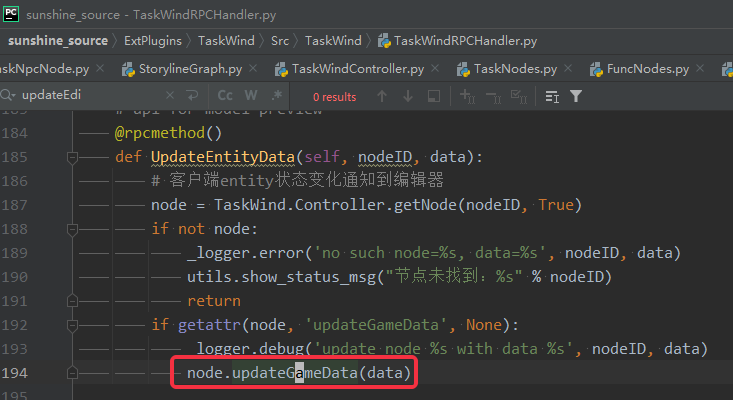 sunshine_source - TaskWindRPCHandler.py
sunshine_source ExtPlugins TaskWind Src TaskWind TaskWindRPCHandler.py
askNpcNode.py StorylineGraph.py TaskWindController.py TaskNodes.py FuncNodes.py
updateEdi Cc W .* 0 results
# api for model preview
184 @rpcmethod()
185 def UpdateEntityData(self, nodeID, data):
186 # 客户端entity状态变化通知到编辑器
187 node = TaskWind.Controller.getNode(nodeID, True)
188 if not node:
189 _logger.error('no such node=%s, data=%s', nodeID, data)
190 utils.show_status_msg("节点未找到：%s" % nodeID)
191 return
192 if getattr(node, 'updateGameData', None):
193 _logger.debug('update node %s with data %s', nodeID, data)
194 node.updateGameData(data)